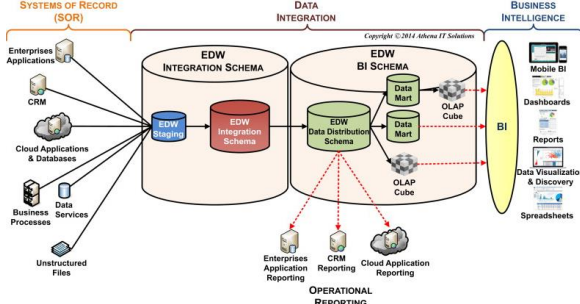 SYSTEMS OF RECORD
(SOR)
DATA
INTEGRATION
BUSINESS
INTELLIGENCE
Copyright ©2014 Athena IT Solutions
Enterprises
Applications
CRM
Cloud Applications
& Databases
Business
Processes
Data
Services
Unstructured
Files
EDW
INTEGRATION SCHEMA
EDW
Staging
EDW
Integration
Schema
EDW
BI SCHEMA
EDW
Data Distribution
Schema
Data
Mart
Data
Mart
OLAP
Cube
OLAP
Cube
BI
Mobile BI
Dashboards
Reports
Data Visualization
& Discovery
Spreadsheets
Enterprises
Application
Reporting
CRM
Reporting
Cloud Application
Reporting
OPERATIONAL
REPORTING